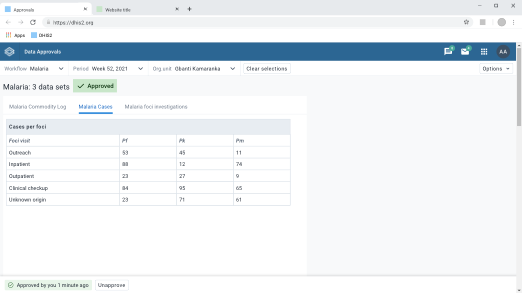 Approvals
Website title
https://dhis2.org
Apps DHIS2
Data Approvals AA
Workflow Malaria Period Week 52, 2021 Org.unit Gbanti Kamaranka Clear selections Options
Malaria: 3 data sets Approved
Malaria Commodity Log Malaria Cases Malaria foci investigations
Cases per foci
Foci visit Pf Pk Pm
Outreach 53 45 11
Inpatient 88 12 74
Outpatient 23 27 9
Clinical checkup 84 95 65
Unknown origin 23 71 61
Approved by you 1 minute ago Unapprove